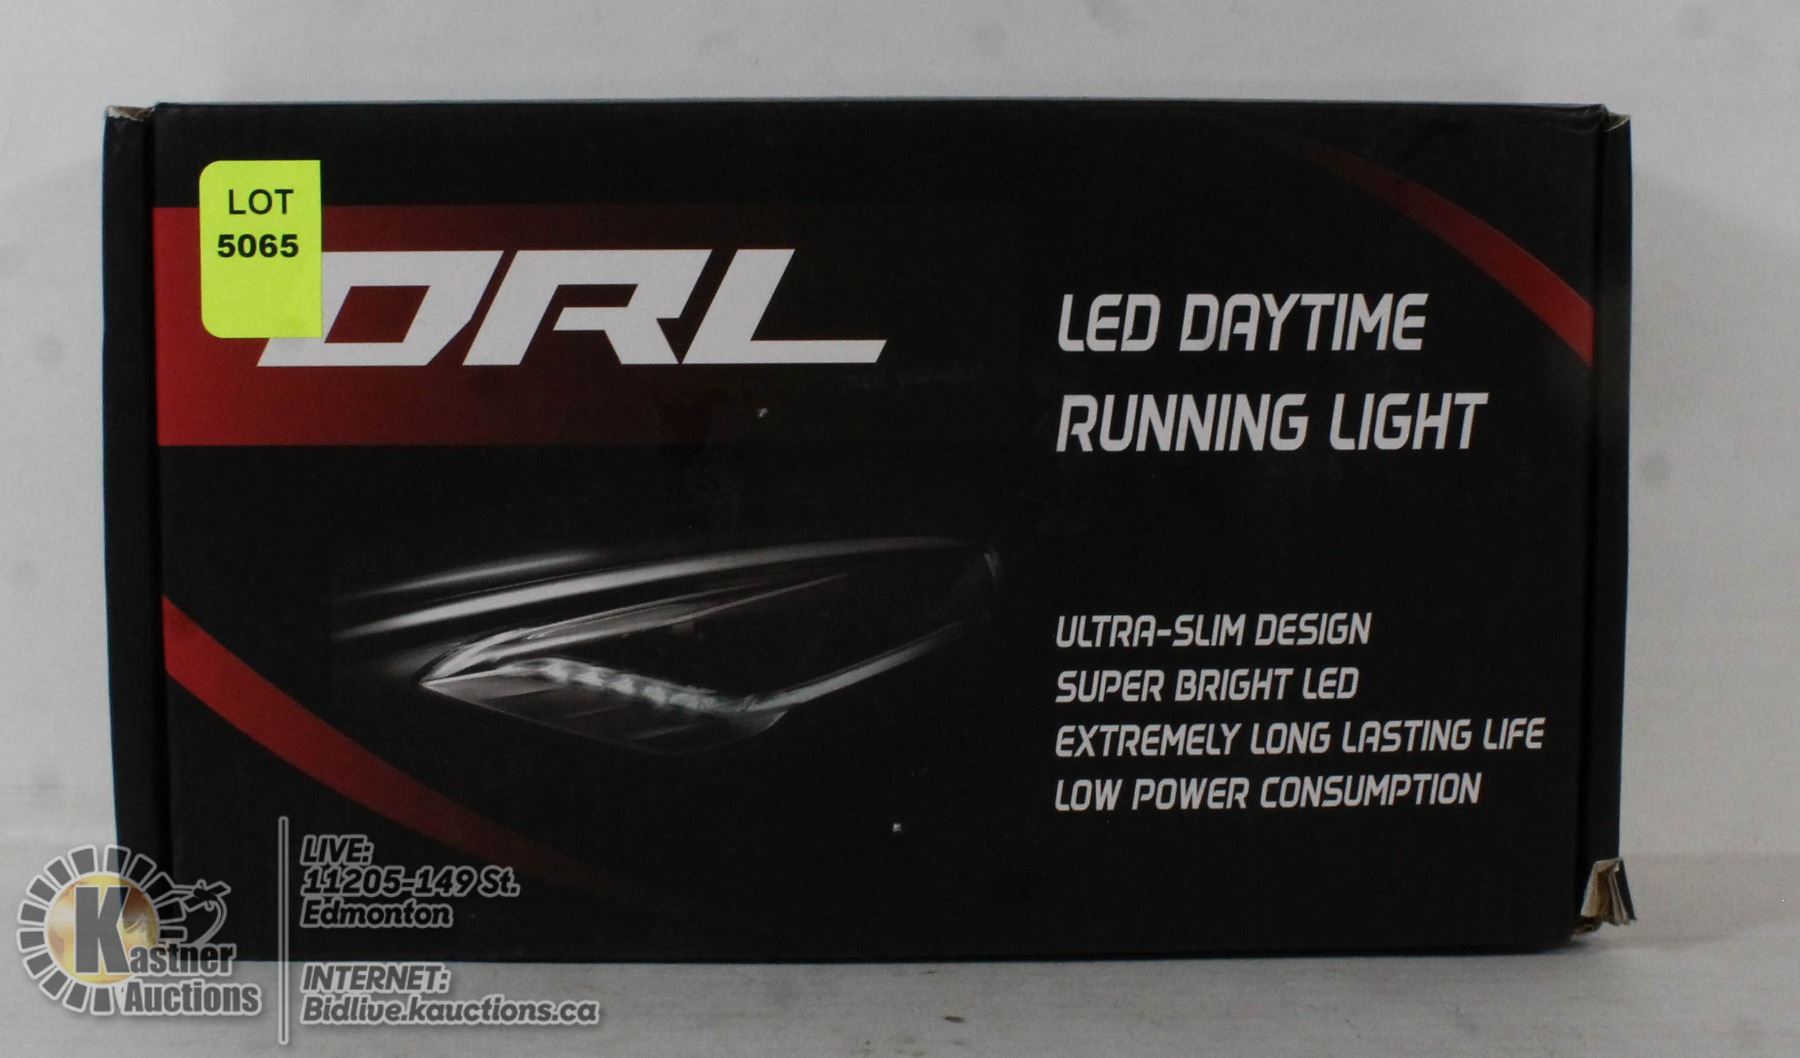 LOT
5065
DRL
LED DAYTIME
RUNNING LIGHT
ULTRA-SLIM DESIGN
SUPER BRIGHT LED
EXTREMELY LONG LASTING LIFE
LOW POWER CONSUMPTION
Kastner
Auctions
LIVE:
11205-149 St.
Edmonton
INTERNET:
Bidlive.kauctions.ca